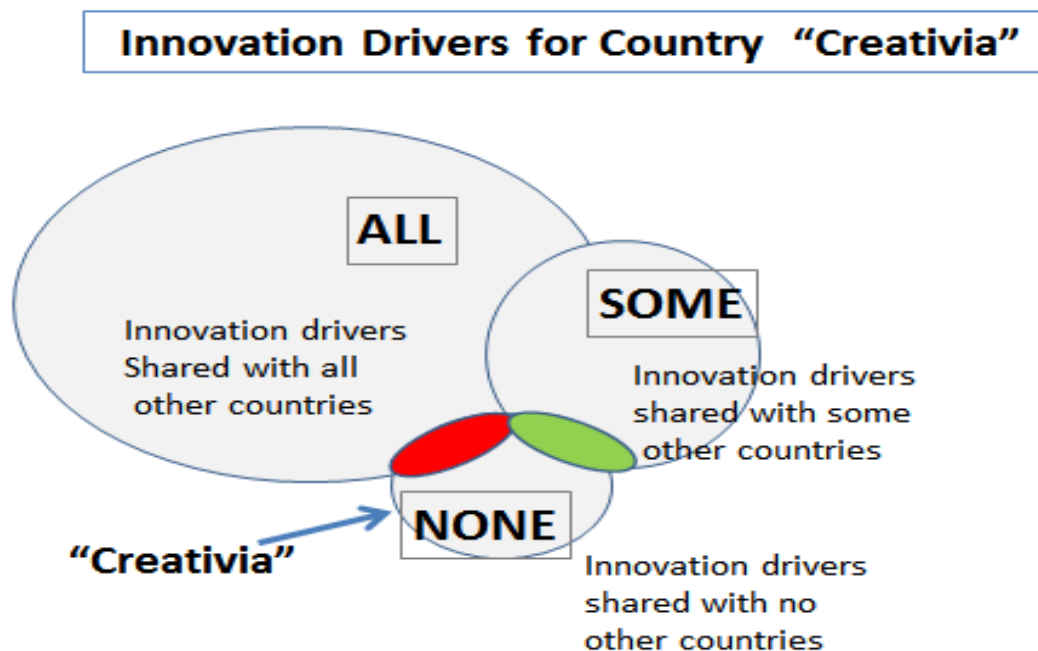 Innovation Drivers for Country “Creativia”
ALL
SOME
Innovation drivers
Shared with all
other countries
Innovation drivers
shared with some
other countries
NONE
“Creativia”
Innovation drivers
shared with no
other countries